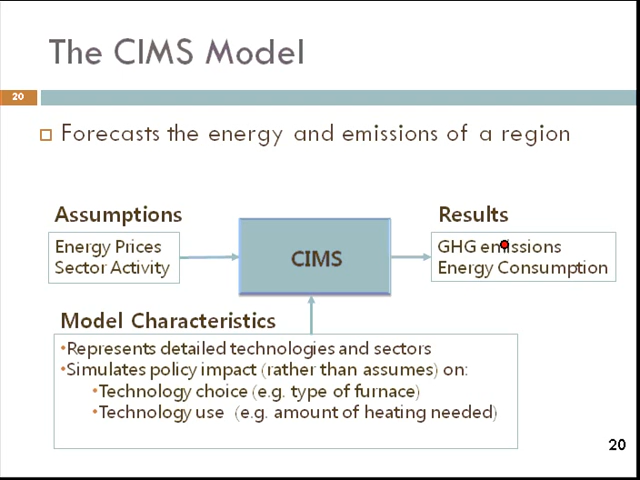 The CIMS Model
20
Forecasts the energy and emissions of a region
Assumptions
Energy Prices
Sector Activity
CIMS
Results
GHG emissions
Energy Consumption
Model Characteristics
•Represents detailed technologies and sectors
•Simulates policy impact (rather than assumes) on:
•Technology choice (e.g. type of furnace)
•Technology use (e.g. amount of heating needed)
20